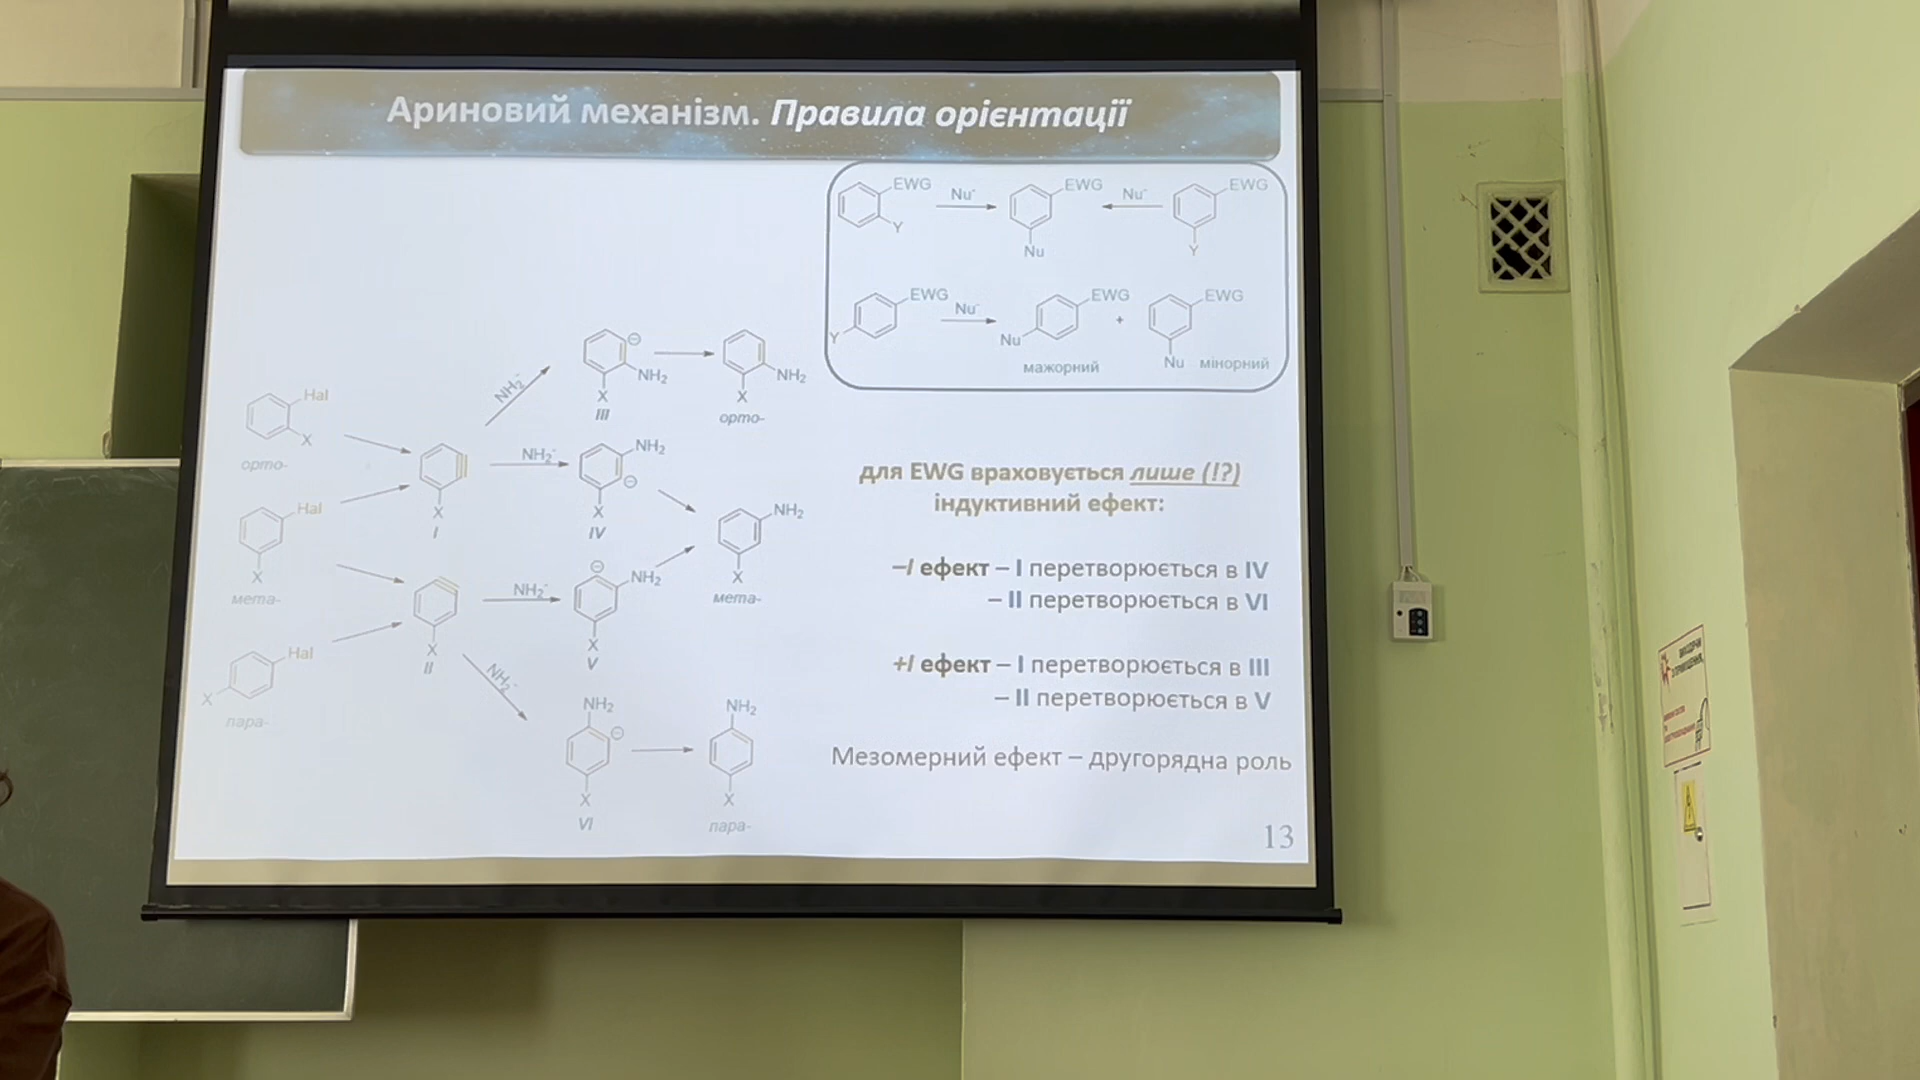 Ариновий механізм. Правила орієнтації
EWG Nu⁻ EWG Nu⁻ EWG
Y Nu Y
EWG Nu⁻ EWG + EWG
Y Nu Nu
мажорний мінорний
Hal
X
орто-
Hal
X
мета-
Hal
X
пара-
X
I
X
II
NH₂⁻
NH₂⁻
NH₂⁻
NH₂⁻
⊖
NH₂
X
III
NH₂
X
орто-
NH₂
⊖
X
IV
⊖
NH₂
X
V
NH₂
X
мета-
NH₂
⊖
X
VI
NH₂
X
пара-
для EWG враховується лише (!?)
індуктивний ефект:
–I ефект – I перетворюється в IV
– II перетворюється в VI
+I ефект – I перетворюється в III
– II перетворюється в V
Мезомерний ефект – другорядна роль
13